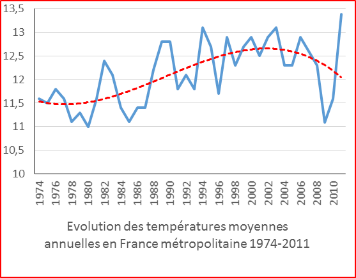 13,5
13
12,5
12
11,5
11
10,5
10
1974 1976 1978 1980 1982 1984 1986 1988 1990 1992 1994 1996 1998 2000 2002 2004 2006 2008 2010
Evolution des températures moyennes
annuelles en France métropolitaine 1974-2011